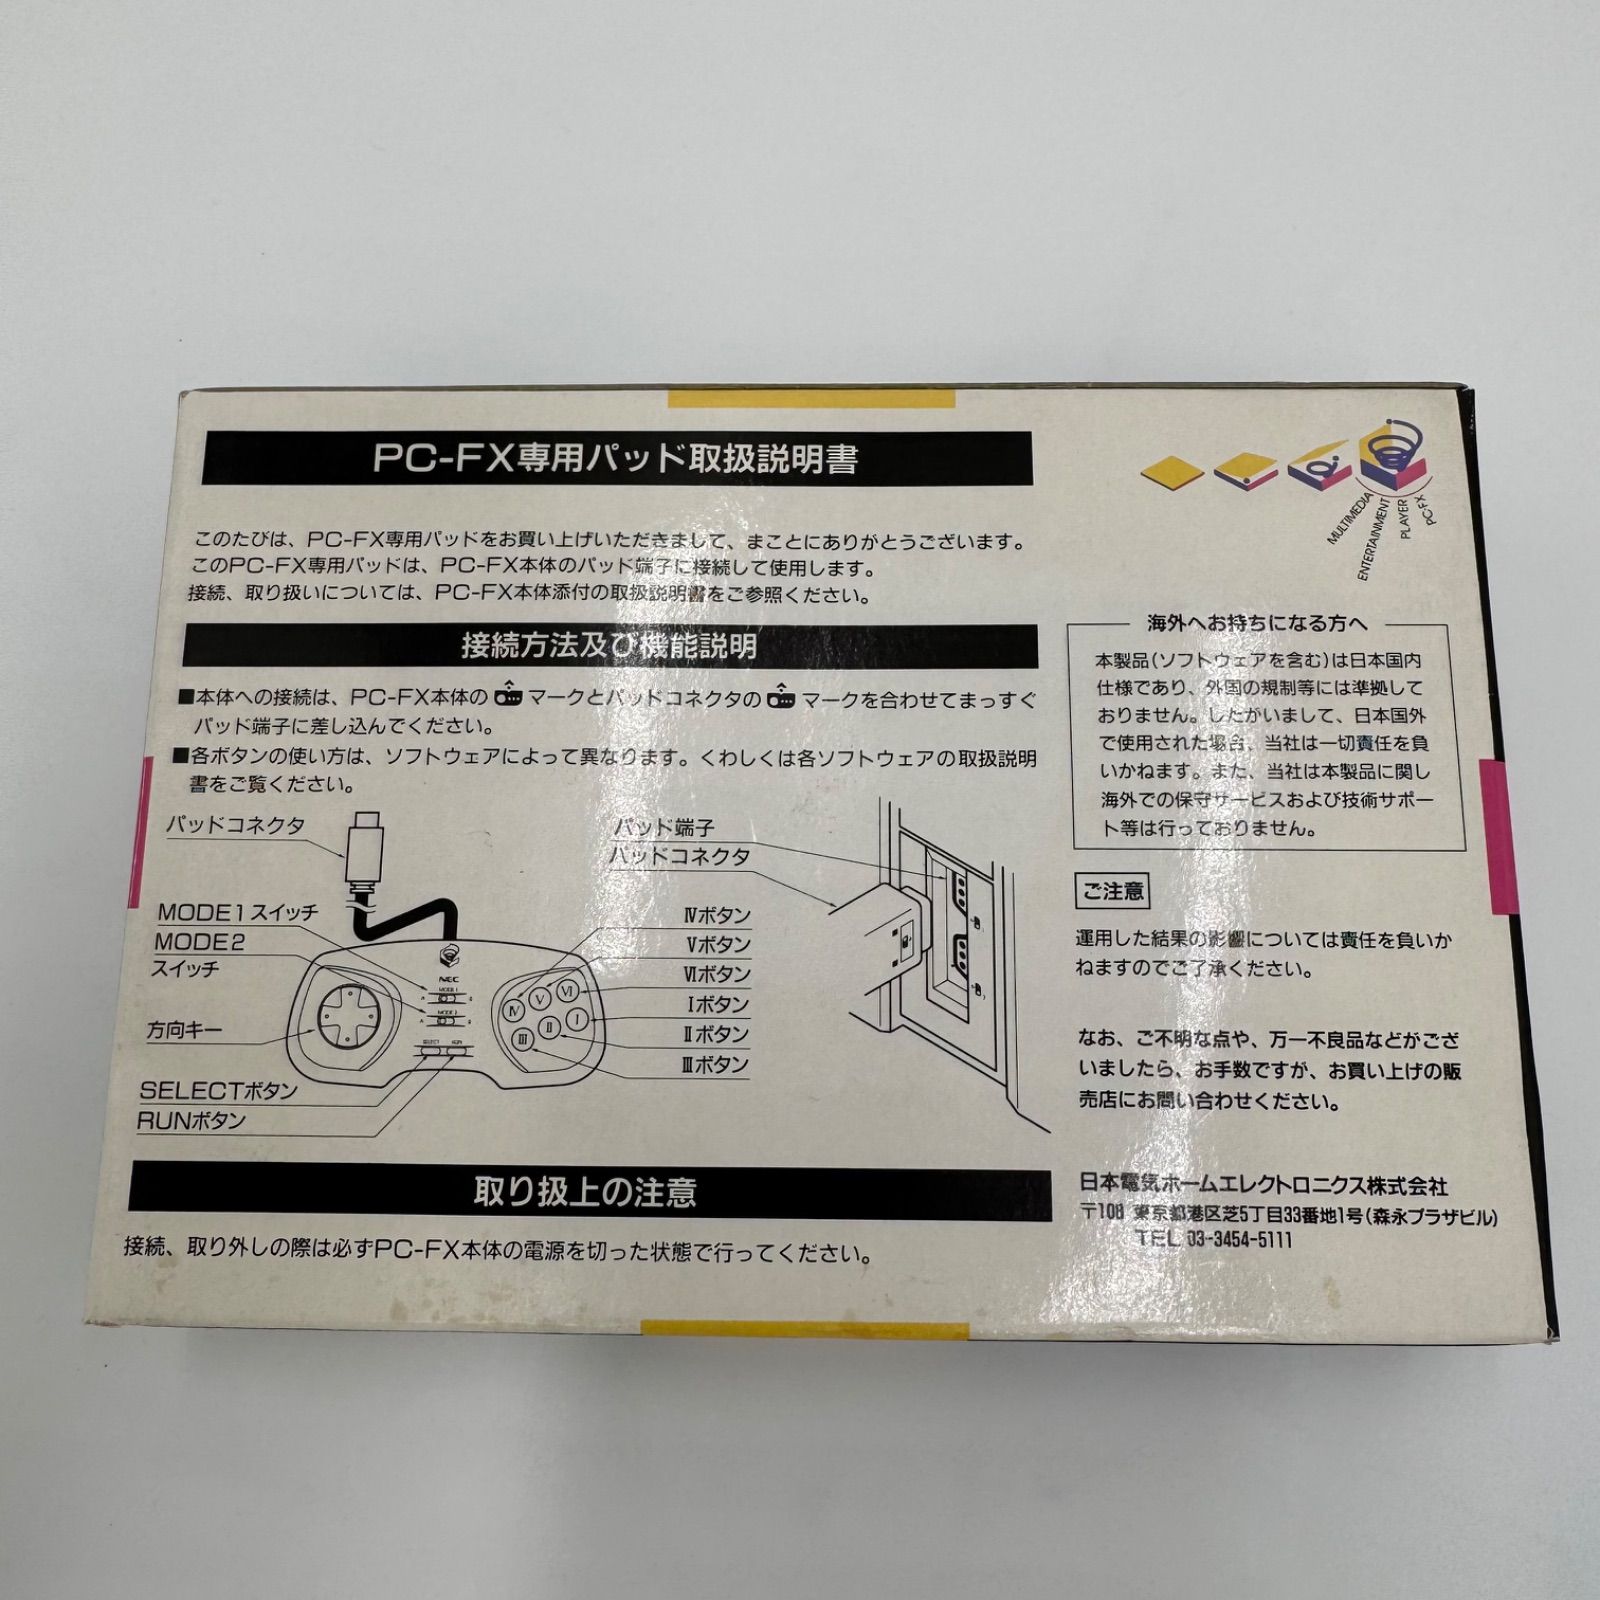 PC-FX専用パッド取扱説明書
このたびは、PC-FX専用パッドをお買い上げいただきまして、まことにありがとうございます。
このPC-FX専用パッドは、PC-FX本体のパッド端子に接続して使用します。
接続、取り扱いについては、PC-FX本体添付の取扱説明書をご参照ください。
接続方法及び機能説明
■本体への接続は、PC-FX本体の マークとパッドコネクタの マークを合わせてまっすぐ
パッド端子に差し込んでください。
■各ボタンの使い方は、ソフトウェアによって異なります。くわしくは各ソフトウェアの取扱説明
書をご覧ください。
パッドコネクタ
MODE1スイッチ
MODE2
スイッチ
方向キー
SELECTボタン
RUNボタン
NEC
MODE 1
A B
MODE 2
A B
SELECT RUN
Ⅳ Ⅴ Ⅵ
Ⅲ Ⅱ Ⅰ
パッド端子
パッドコネクタ
Ⅳボタン
Ⅴボタン
Ⅵボタン
Ⅰボタン
Ⅱボタン
Ⅲボタン
取り扱上の注意
接続、取り外しの際は必ずPC-FX本体の電源を切った状態で行ってください。
MULTIMEDIA
ENTERTAINMENT
PLAYER
PC-FX
海外へお持ちになる方へ
本製品(ソフトウェアを含む)は日本国内
仕様であり、外国の規制等には準拠して
おりません。したがいまして、日本国外
で使用された場合、当社は一切責任を負
いかねます。また、当社は本製品に関し
海外での保守サービスおよび技術サポー
ト等は行っておりません。
ご注意
運用した結果の影響については責任を負いか
ねますのでご了承ください。
なお、ご不明な点や、万一不良品などがござ
いましたら、お手数ですが、お買い上げの販
売店にお問い合わせください。
日本電気ホームエレクトロニクス株式会社
〒108 東京都港区芝5丁目33番地1号(森永プラザビル)
TEL 03-3454-5111